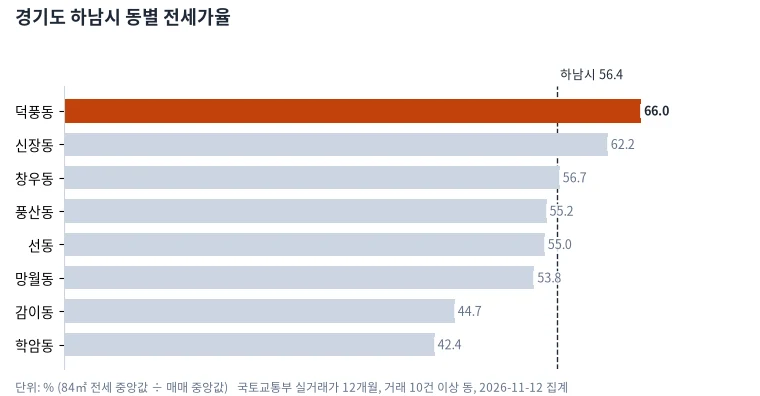 경기도 하남시 동별 전세가율
하남시 56.4
덕풍동 66.0
신장동 62.2
창우동 56.7
풍산동 55.2
선동 55.0
망월동 53.8
감이동 44.7
학암동 42.4
단위: % (84㎡ 전세 중앙값 ÷ 매매 중앙값) 국토교통부 실거래가 12개월, 거래 10건 이상 동, 2026-11-12 집계